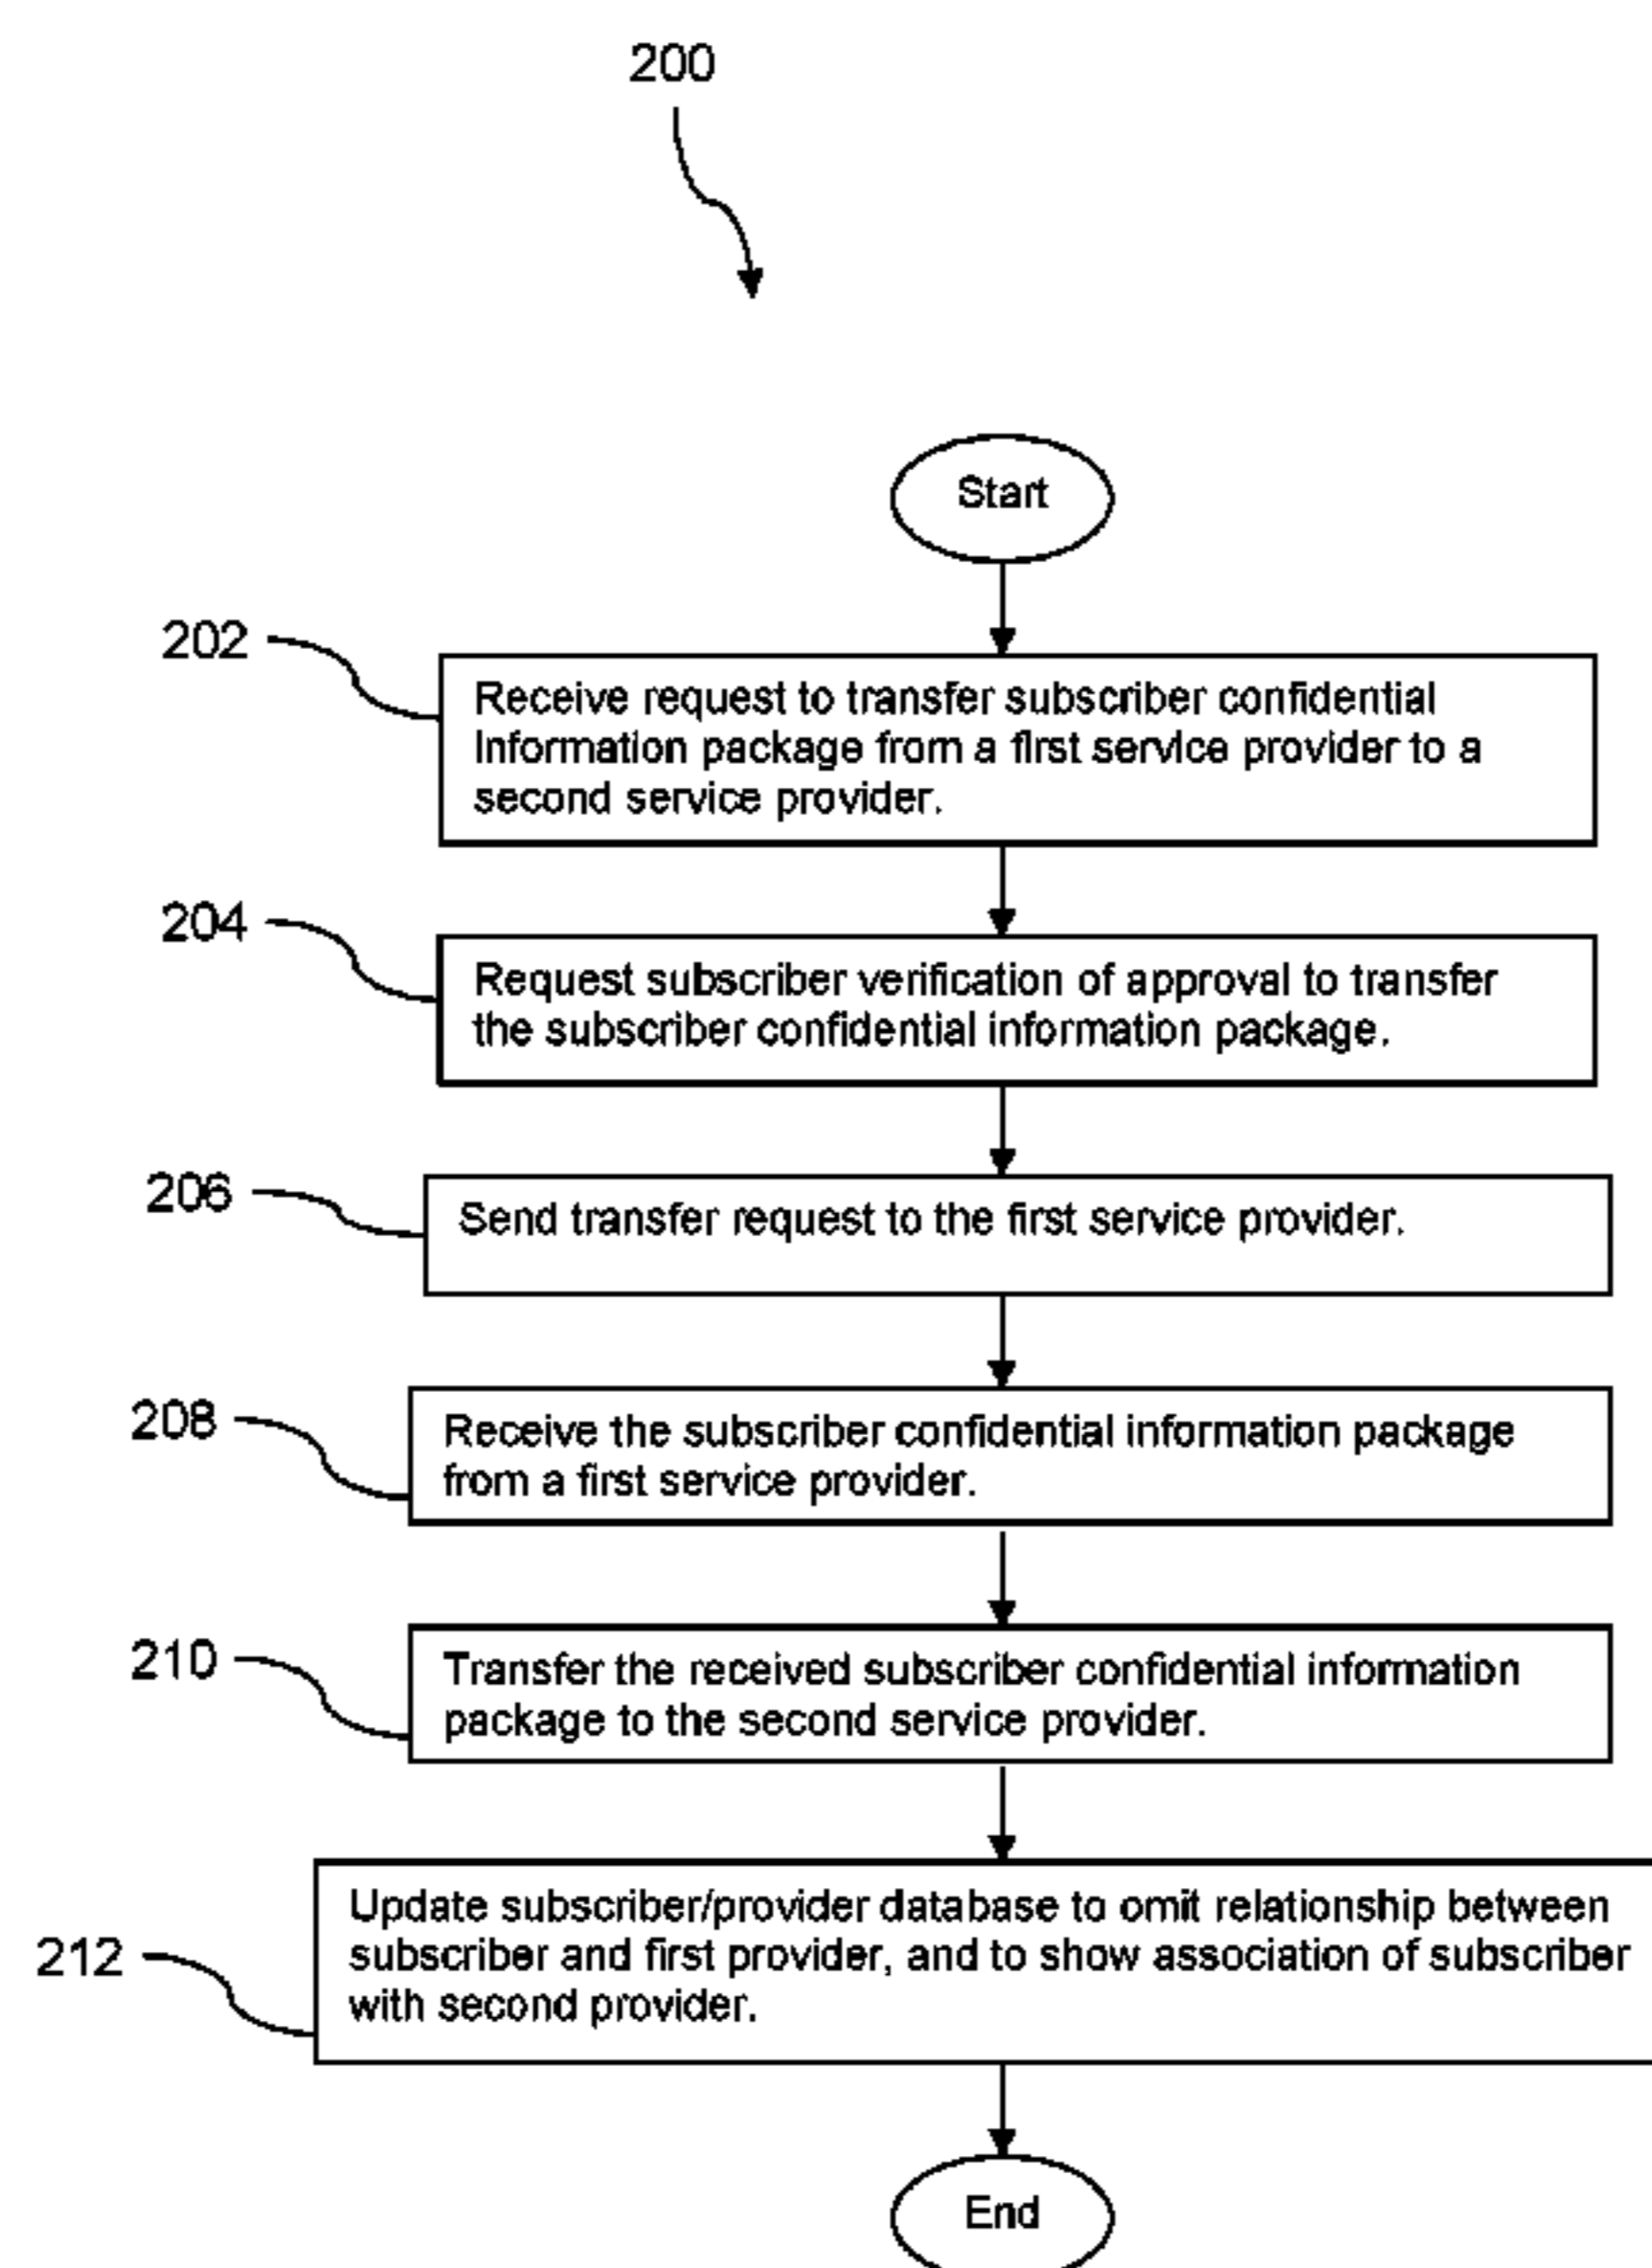 200
Start
202
Receive request to transfer subscriber confidential
Information package from a first service provider to a
second service provider.
204
Request subscriber verification of approval to transfer
the subscriber confidential information package.
206
Send transfer request to the first service provider.
208
Receive the subscriber confidential information package
from a first service provider.
210
Transfer the received subscriber confidential information
package to the second service provider.
212
Update subscriber/provider database to omit relationship between
subscriber and first provider, and to show association of subscriber
with second provider.
End